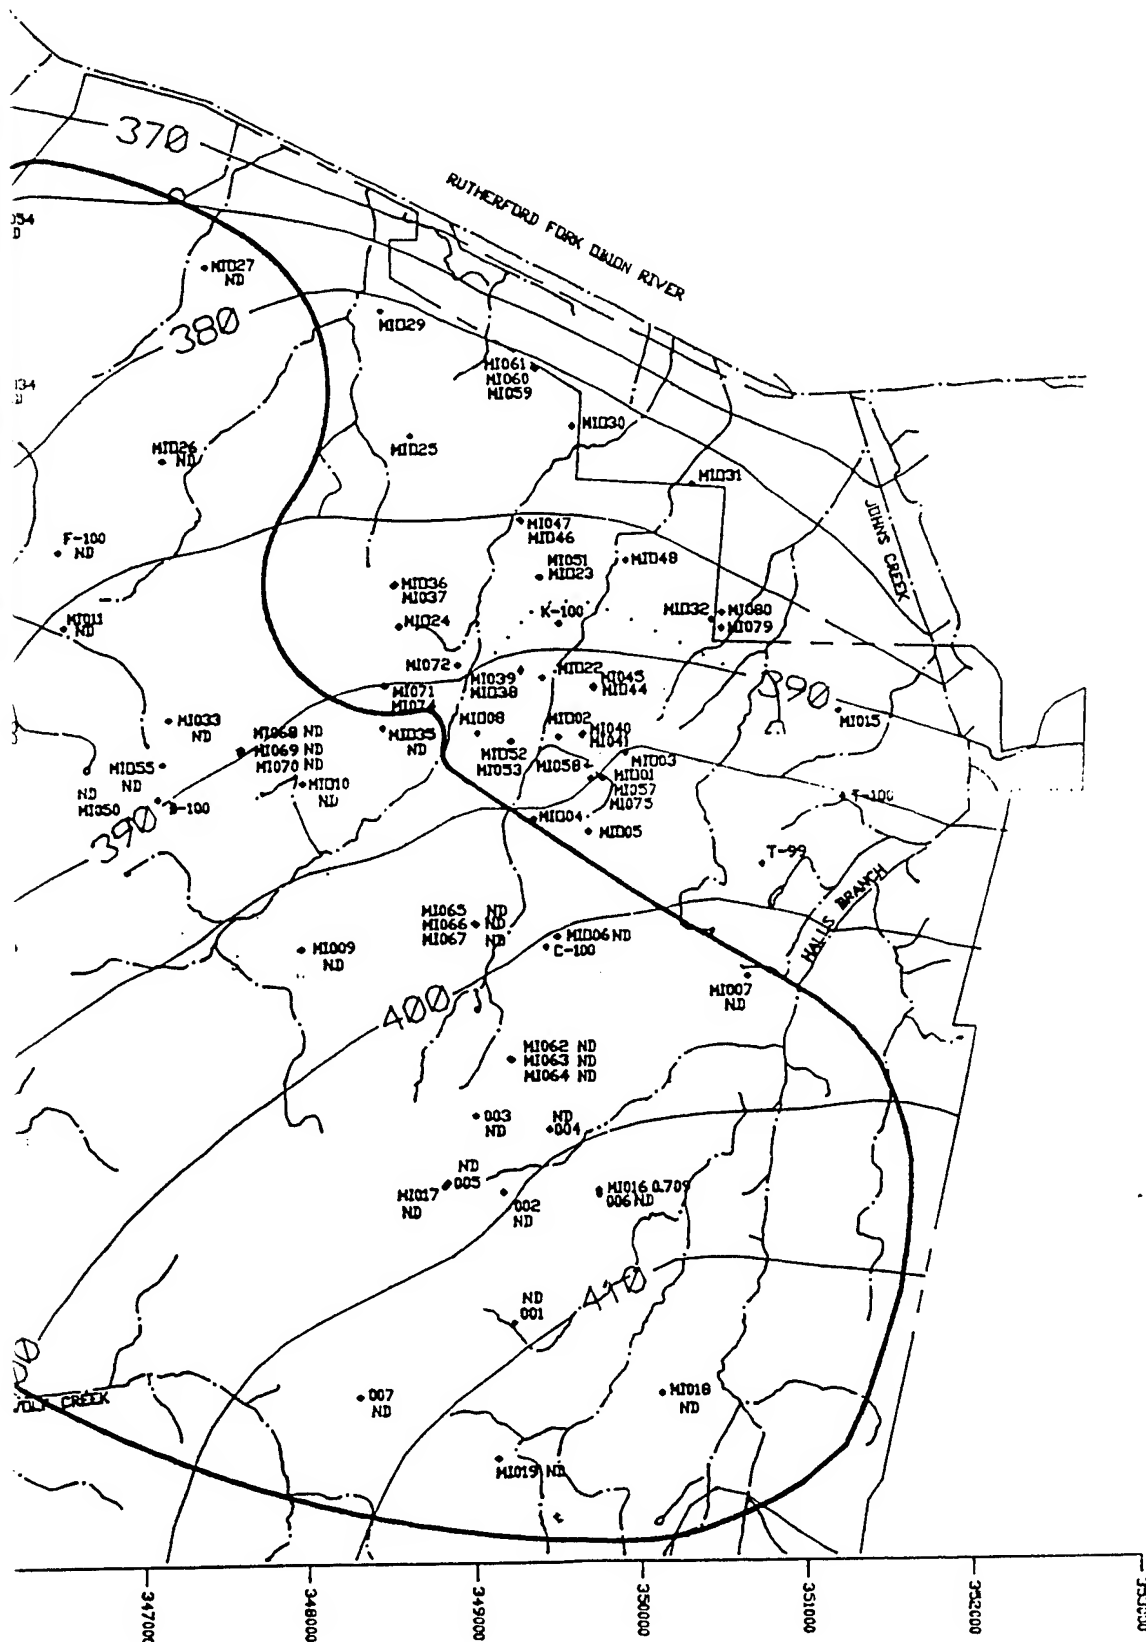 370
RUTHERFORD FORK OBION RIVER
MI027
ND
380
MI029
MI061
MI060
MI059
MI030
MI025
MI026
ND
MI031
JOHNS CREEK
F-100
ND
MI047
MI046
MI051
MI023
MI048
MI036
MI037
K-100
MI032
MI080
MI079
MI024
MI011
ND
MI072
MI039
MI038
MI022
MI045
MI044
390
MI071
MI074
MI015
MI033
ND
MI035
ND
MI008
MI002
MI040
MI041
MI068 ND
MI069 ND
MI070 ND
MI052
MI053
MI058
MI003
MI055
ND
MI010
ND
MI001
MI057
MI075
ND
MI050
B-100
T-100
390
MI004
MI005
T-99
HALLS BRANCH
MI065 ND
MI066 ND
MI067 ND
MI006 ND
C-100
MI009
ND
MI007
ND
400
MI062 ND
MI063 ND
MI064 ND
003
ND
ND
004
ND
005
MI017
ND
002
ND
MI016 0.709
006 ND
410
ND
001
CREEK
007
ND
MI018
ND
MI019 ND
348000
349000
350000
351000
352000